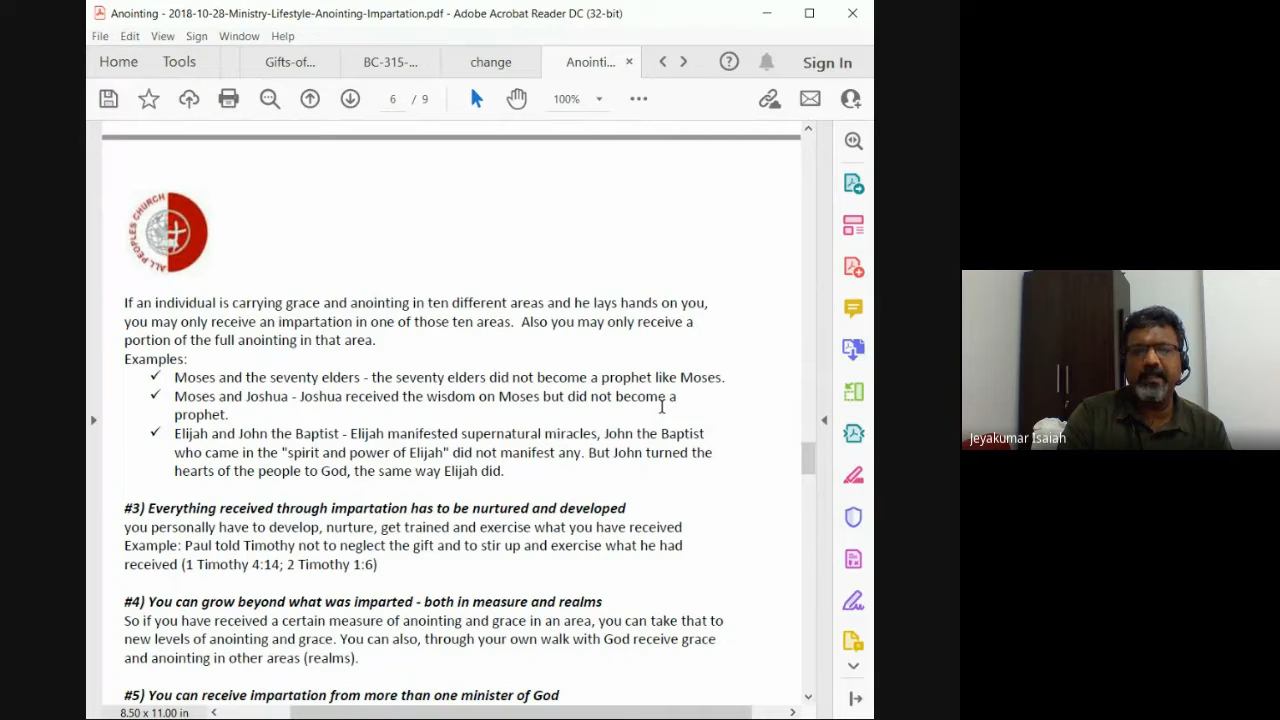 Anointing - 2018-10-28-Ministry-Lifestyle-Anointing-Impartation.pdf - Adobe Acrobat Reader DC (32-bit)
File Edit View Sign Window Help
Home Tools Gifts-of... BC-315-... change Anointi... × Sign In
6 / 9 100%
ALL PEOPLES CHURCH
If an individual is carrying grace and anointing in ten different areas and he lays hands on you,
you may only receive an impartation in one of those ten areas. Also you may only receive a
portion of the full anointing in that area.
Examples:
✓ Moses and the seventy elders - the seventy elders did not become a prophet like Moses.
✓ Moses and Joshua - Joshua received the wisdom on Moses but did not become a
prophet.
✓ Elijah and John the Baptist - Elijah manifested supernatural miracles, John the Baptist
who came in the "spirit and power of Elijah" did not manifest any. But John turned the
hearts of the people to God, the same way Elijah did.
#3) Everything received through impartation has to be nurtured and developed
you personally have to develop, nurture, get trained and exercise what you have received
Example: Paul told Timothy not to neglect the gift and to stir up and exercise what he had
received (1 Timothy 4:14; 2 Timothy 1:6)
#4) You can grow beyond what was imparted - both in measure and realms
So if you have received a certain measure of anointing and grace in an area, you can take that to
new levels of anointing and grace. You can also, through your own walk with God receive grace
and anointing in other areas (realms).
#5) You can receive impartation from more than one minister of God
8.50 x 11.00 in
Jeyakumar Isaiah